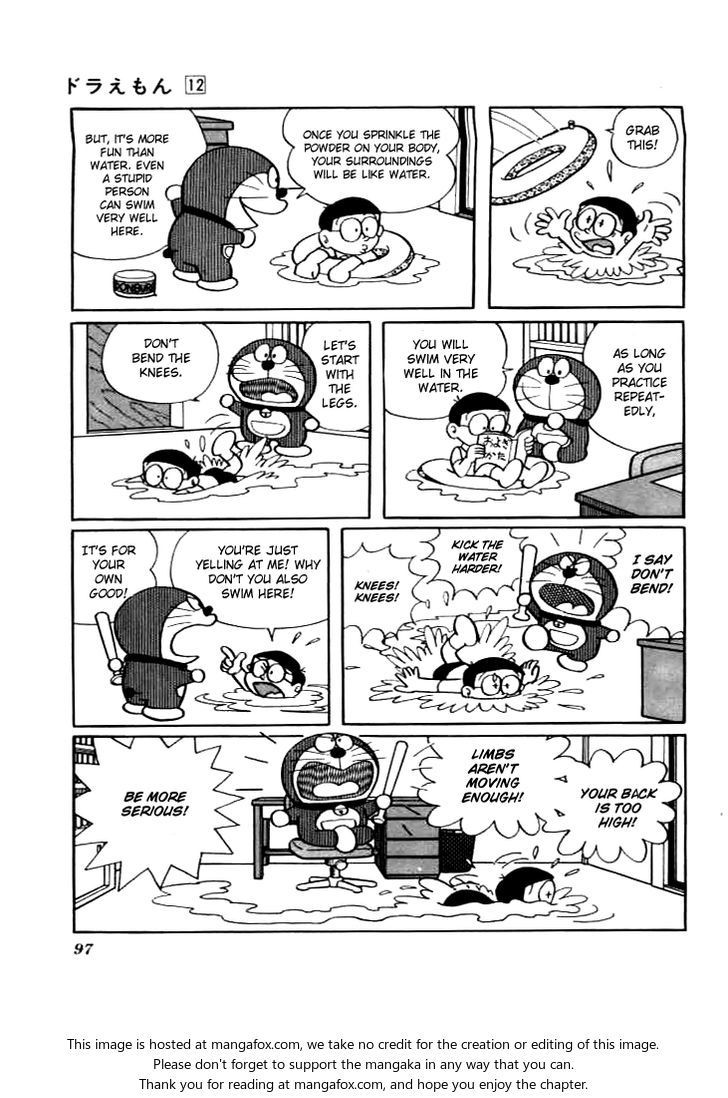 ドラえもん 12
GRAB
THIS!
ONCE YOU SPRINKLE THE
POWDER ON YOUR BODY,
YOUR SURROUNDINGS
WILL BE LIKE WATER.
BUT, IT'S MORE
FUN THAN
WATER. EVEN
A STUPID
PERSON
CAN SWIM
VERY WELL
HERE.
DONBURI
AS LONG
AS YOU
PRACTICE
REPEAT-
EDLY,
YOU WILL
SWIM VERY
WELL IN THE
WATER.
およぎ
かた
LET'S
START
WITH
THE
LEGS.
DON'T
BEND THE
KNEES.
I SAY
DON'T
BEND!
KICK THE
WATER
HARDER!
KNEES!
KNEES!
YOU'RE JUST
YELLING AT ME! WHY
DON'T YOU ALSO
SWIM HERE!
IT'S FOR
YOUR
OWN
GOOD!
YOUR BACK
IS TOO
HIGH!
LIMBS
AREN'T
MOVING
ENOUGH!
BE MORE
SERIOUS!
97
This image is hosted at mangafox.com, we take no credit for the creation or editing of this image.
Please don't forget to support the mangaka in any way that you can.
Thank you for reading at mangafox.com, and hope you enjoy the chapter.